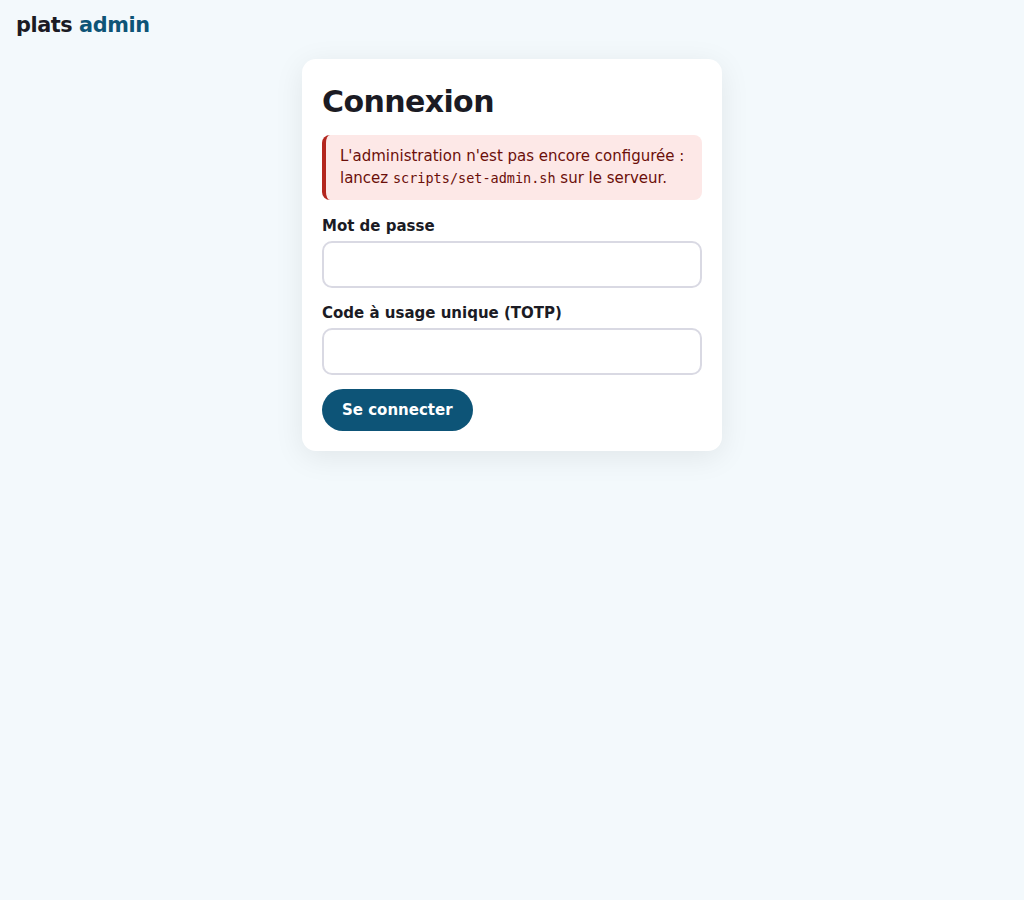 plats admin
Connexion
L'administration n'est pas encore configurée :
lancez scripts/set-admin.sh sur le serveur.
Mot de passe
Code à usage unique (TOTP)
Se connecter